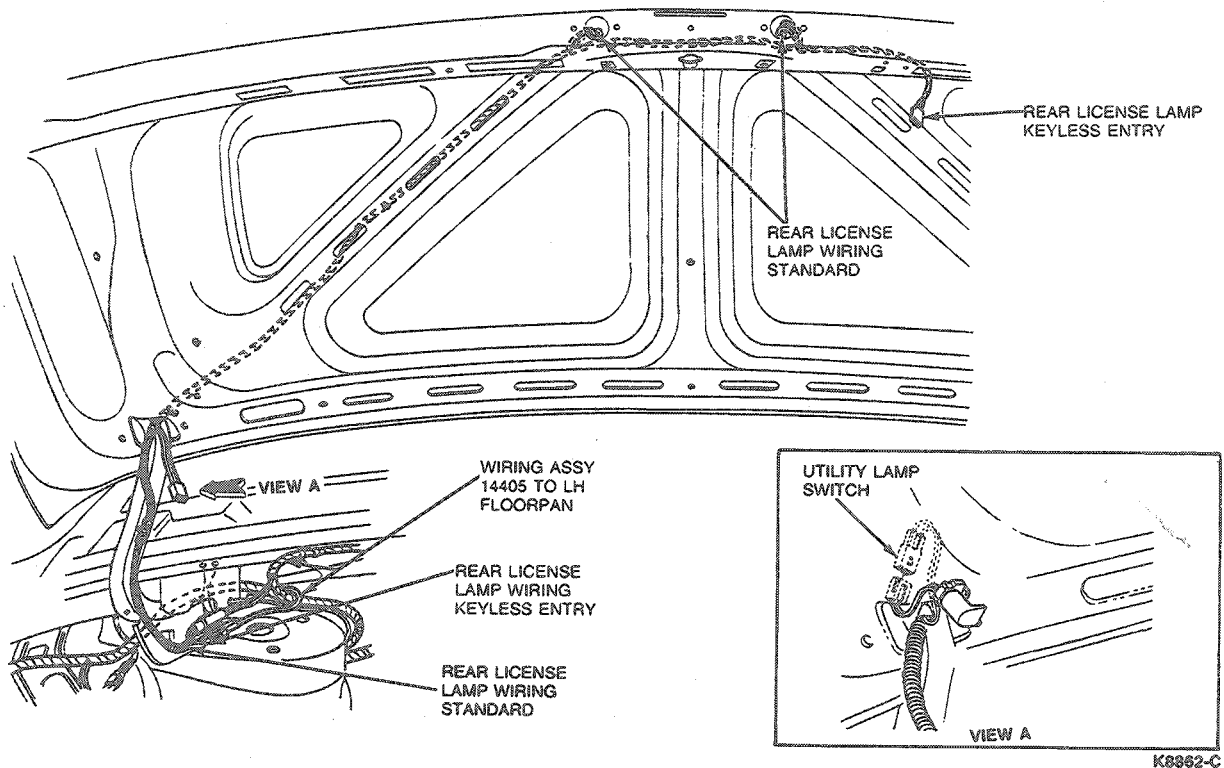 REAR LICENSE LAMP
KEYLESS ENTRY
REAR LICENSE
LAMP WIRING
STANDARD
WIRING ASSY
14405 TO LH
FLOORPAN
VIEW A
REAR LICENSE
LAMP WIRING
KEYLESS ENTRY
REAR LICENSE
LAMP WIRING
STANDARD
UTILITY LAMP
SWITCH
VIEW A
K8862-C